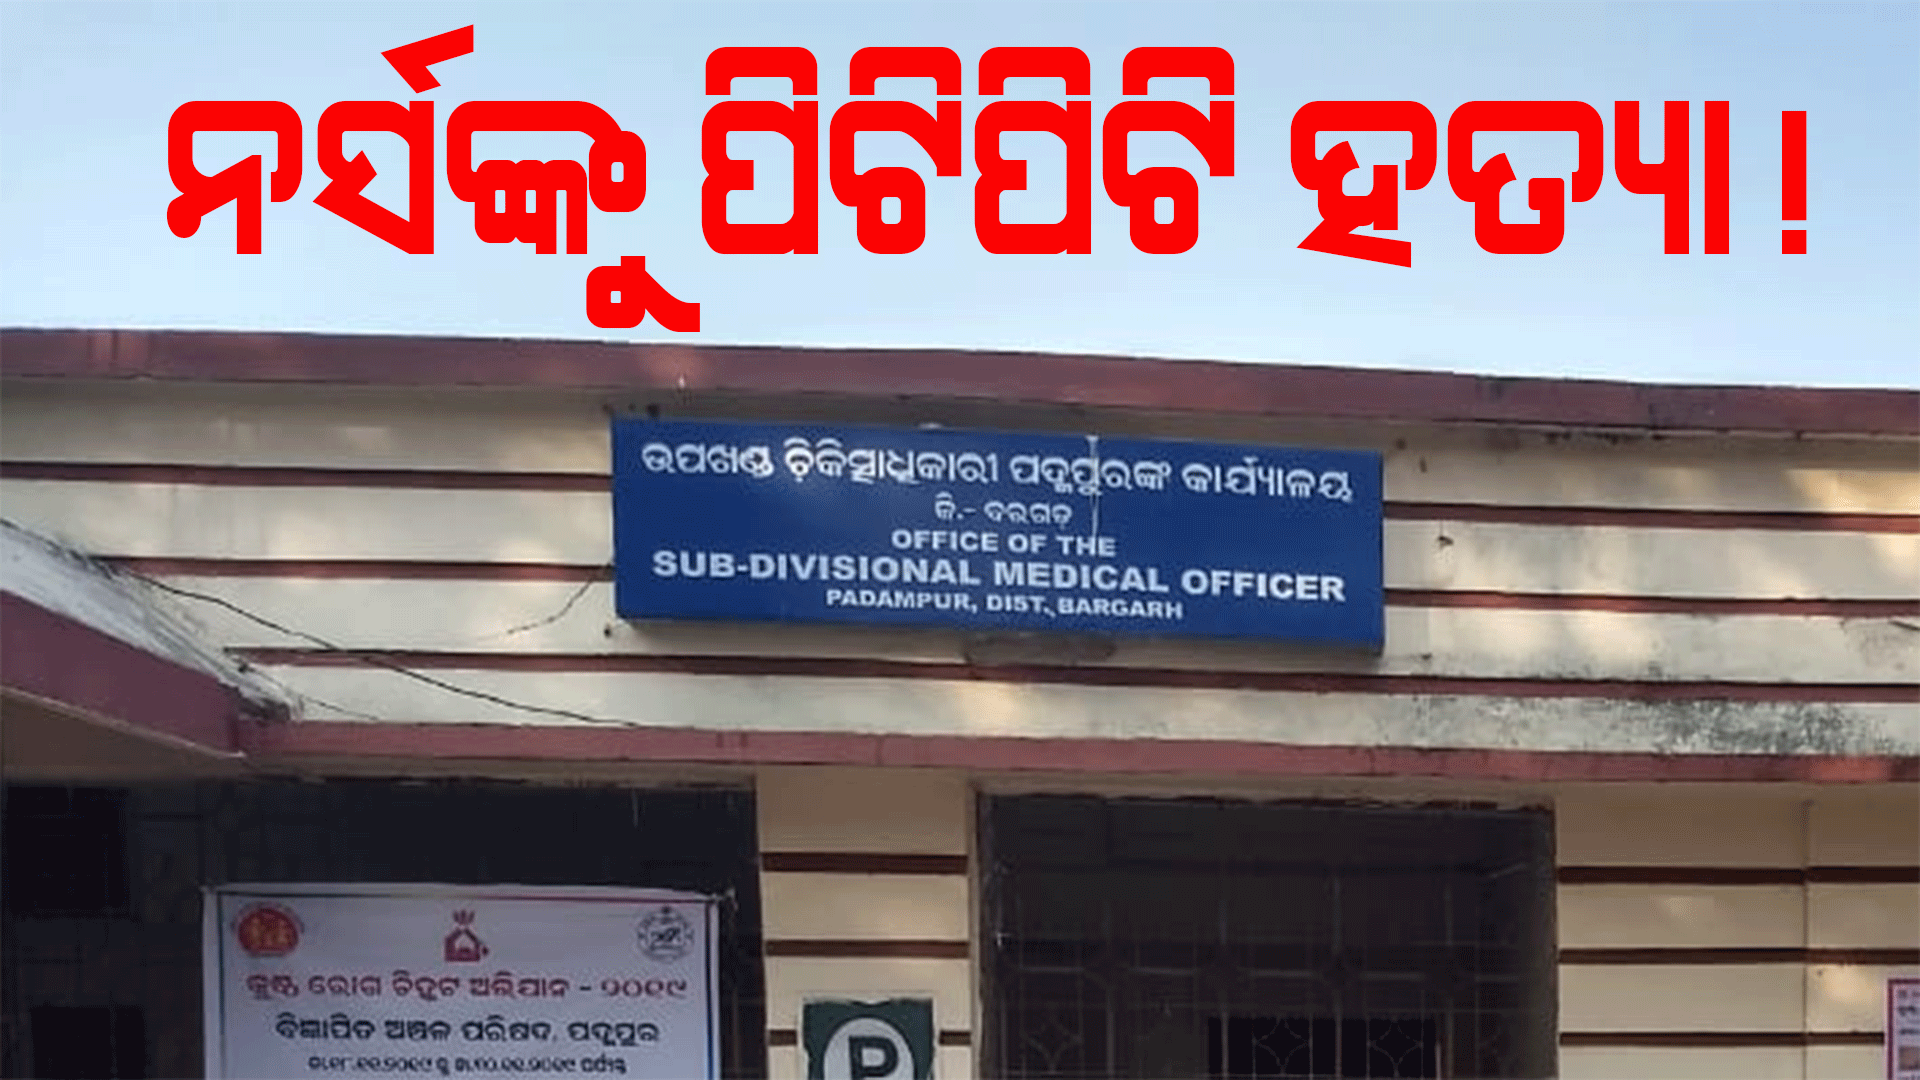 ନର୍ସଙ୍କୁ ପିଟିପିଟି ହତ୍ୟା !
ଉପଖଣ୍ଡ ଚିକିତ୍ସାଧିକାରୀ ପଦ୍ମପୁରଙ୍କ କାର୍ଯ୍ୟାଳୟ
ଜି.- ବରଗଡ଼
OFFICE OF THE
SUB-DIVISIONAL MEDICAL OFFICER
PADAMPUR, DIST. BARGARH
କୁଷ୍ଠ ରୋଗ ଚିହ୍ନଟ ଅଭିଯାନ - ୨୦୧୯
ବିଜ୍ଞାପିତ ଅଞ୍ଚଳ ପରିଷଦ, ପଦ୍ମପୁର
P